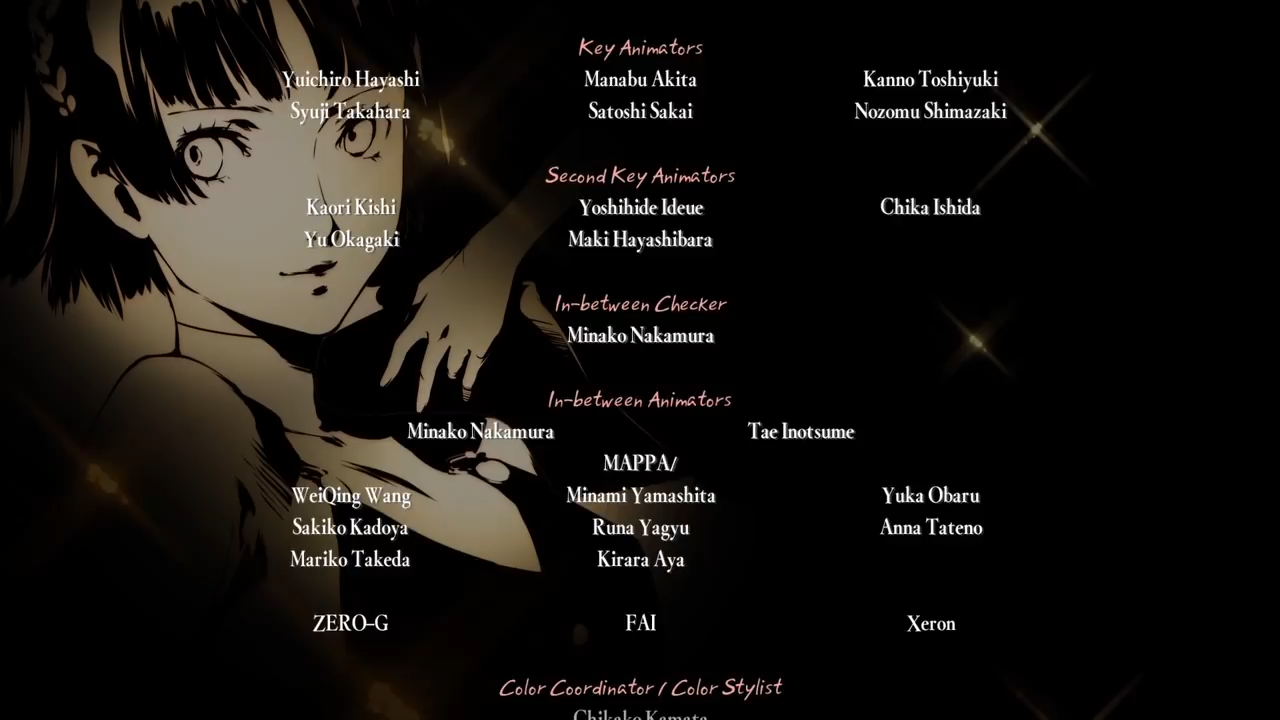 Key Animators
Yuichiro Hayashi Manabu Akita Kanno Toshiyuki
Syuji Takahara Satoshi Sakai Nozomu Shimazaki
Second Key Animators
Kaori Kishi Yoshihide Ideue Chika Ishida
Yu Okagaki Maki Hayashibara
In-between Checker
Minako Nakamura
In-between Animators
Minako Nakamura Tae Inotsume
MAPPA/
WeiQing Wang Minami Yamashita Yuka Obaru
Sakiko Kadoya Runa Yagyu Anna Tateno
Mariko Takeda Kirara Aya
ZERO-G FAI Xeron
Color Coordinator / Color Stylist
Chikako Kamata